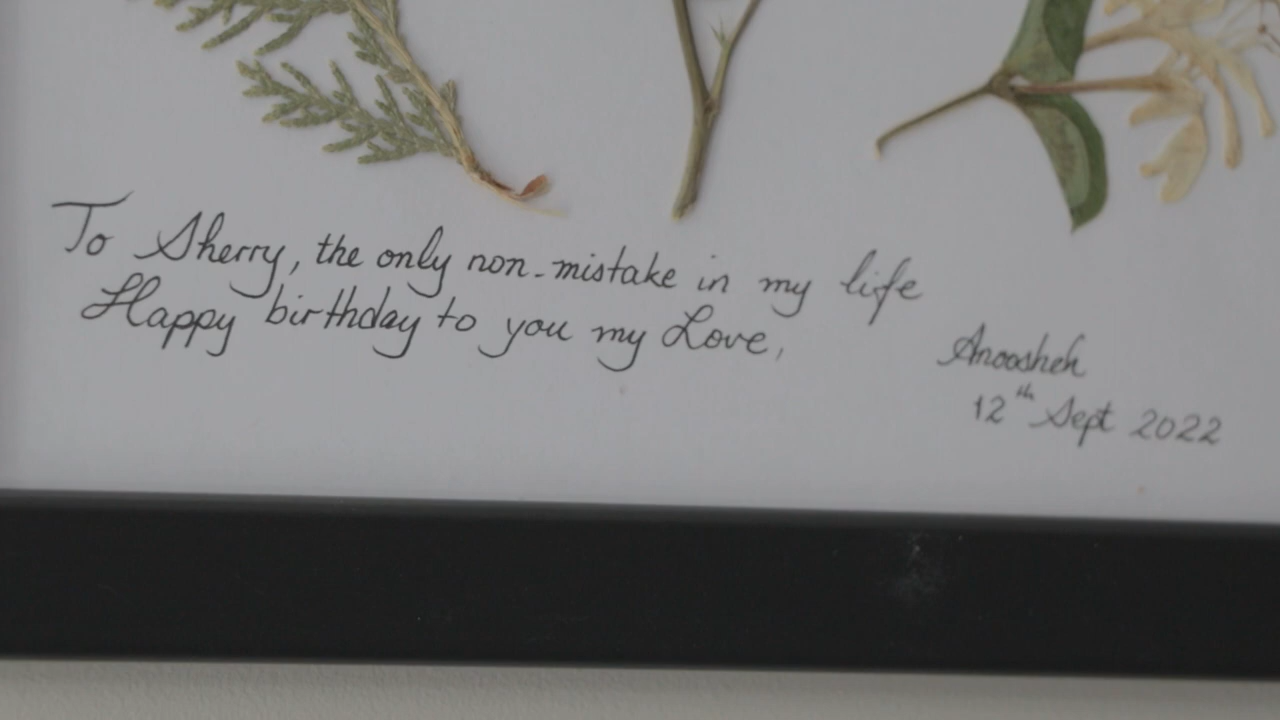 To Sherry, the only non-mistake in my life
Happy birthday to you my Love,
Anoosheh
12th Sept 2022